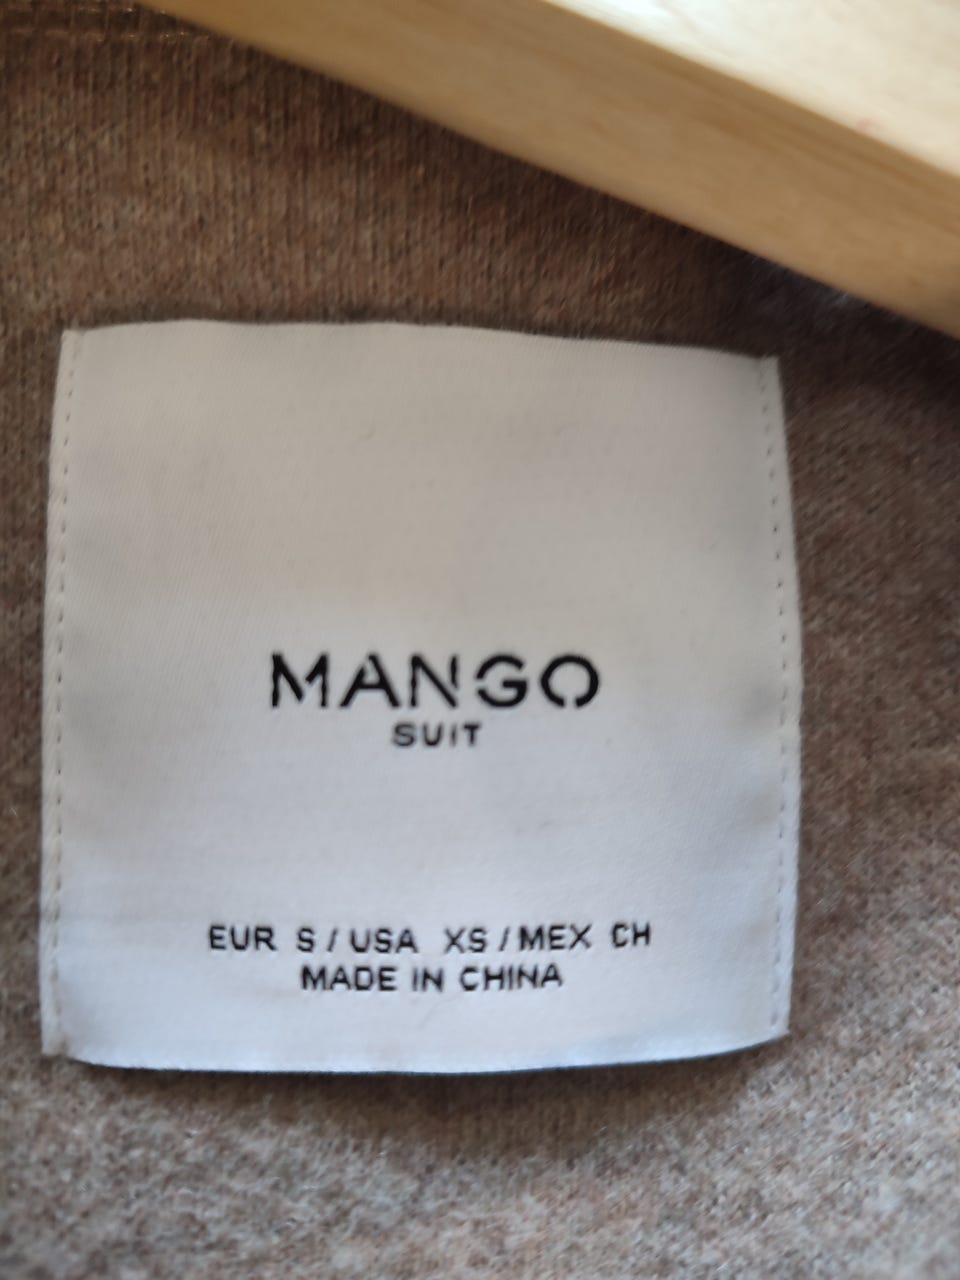 MANGO
SUIT
EUR S / USA XS / MEX CH
MADE IN CHINA